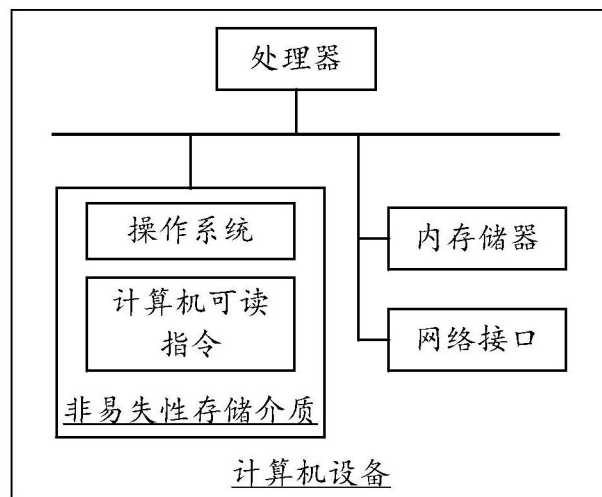 处理器
操作系统
计算机可读
指令
非易失性存储介质
内存储器
网络接口
计算机设备